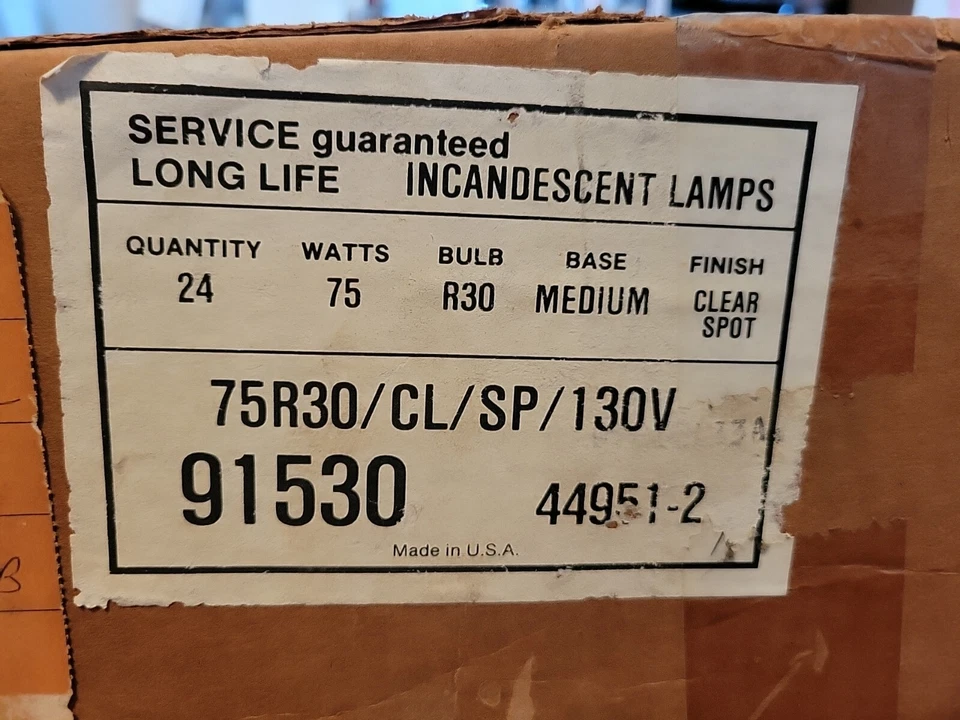 SERVICE guaranteed
LONG LIFE INCANDESCENT LAMPS
QUANTITY WATTS BULB BASE FINISH
24 75 R30 MEDIUM CLEAR
SPOT
75R30/CL/SP/130V
91530 44951-2
Made in U.S.A.
B